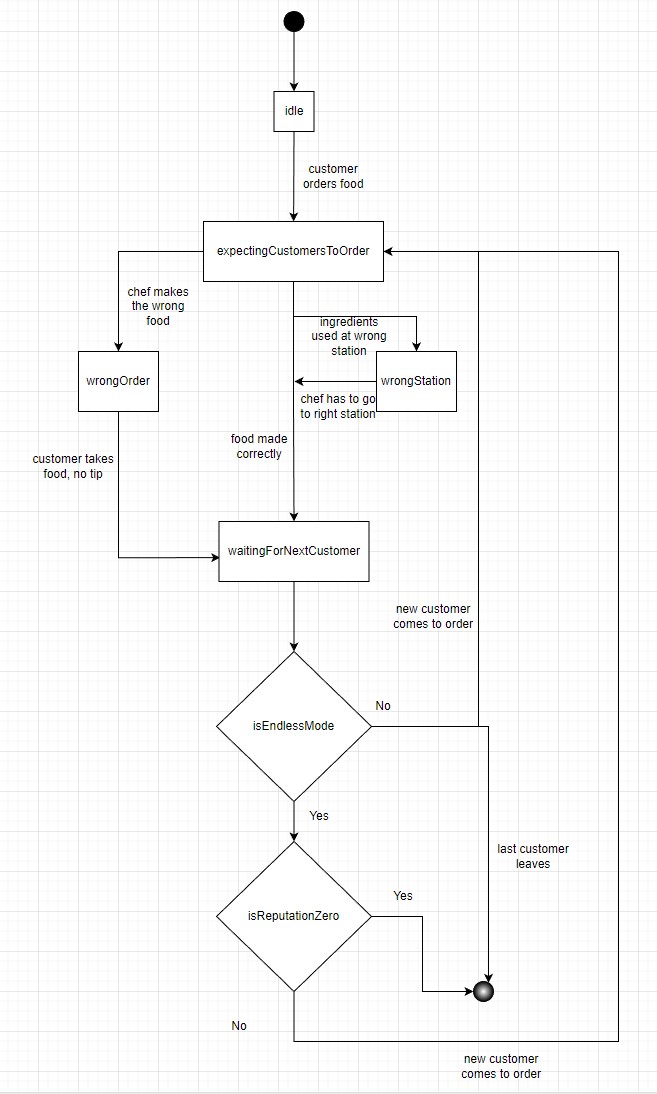 idle
customer
orders food
expectingCustomersToOrder
chef makes
the wrong
food
ingredients
used at wrong
station
wrongOrder
wrongStation
chef has to go
to right station
food made
correctly
customer takes
food, no tip
waitingForNextCustomer
new customer
comes to order
No
isEndlessMode
Yes
last customer
leaves
Yes
isReputationZero
No
new customer
comes to order